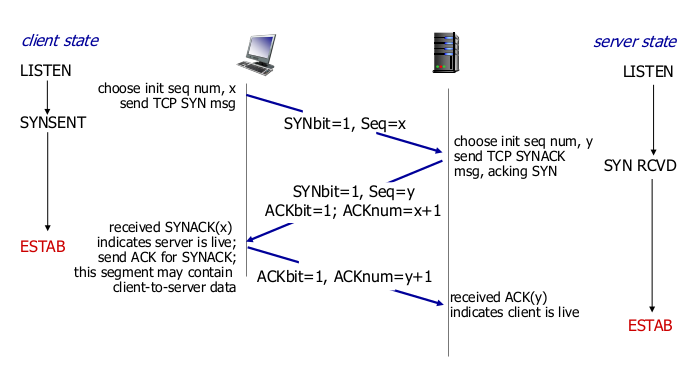 client state
server state
LISTEN
LISTEN
choose init seq num, x
send TCP SYN msg
SYNSENT
SYNbit=1, Seq=x
choose init seq num, y
send TCP SYNACK
msg, acking SYN
SYN RCVD
SYNbit=1, Seq=y
ACKbit=1; ACKnum=x+1
received SYNACK(x)
indicates server is live;
send ACK for SYNACK;
this segment may contain
client-to-server data
ESTAB
ACKbit=1, ACKnum=y+1
received ACK(y)
indicates client is live
ESTAB